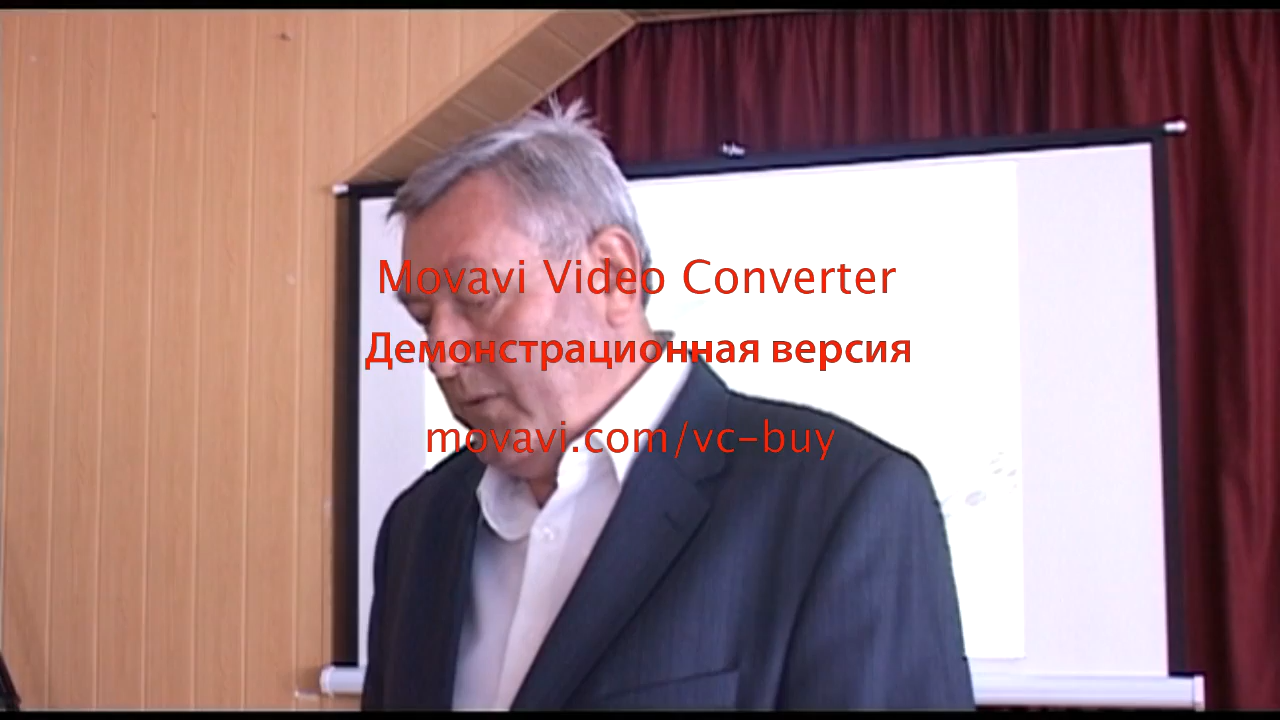 Movavi Video Converter
Демонстрационная версия
movavi.com/vc-buy